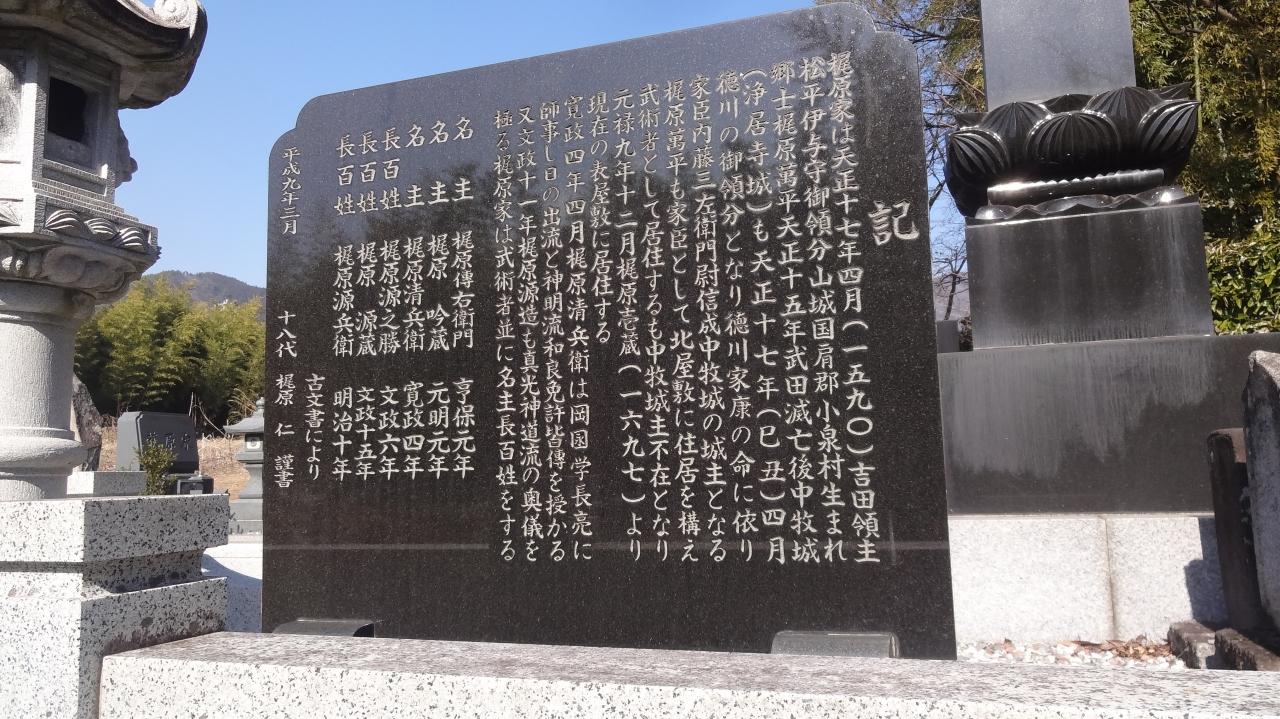 記
梶原家は天正十七年四月(一五九〇)吉田領主
松平伊与守御領分山城国肩郡小泉村生まれ
郷士梶原萬平天正十五年武田滅亡後中牧城
(浄居寺城)も天正十七年(已丑)四月
徳川の御領分となり徳川家康の命に依り
家臣内藤三左衛門尉信成中牧城の城主となる
梶原萬平も家臣として北屋敷に住居を構え
武術者として居住するも中牧城主不在となり
元禄九年十二月梶原壱蔵(一六九七)より
現在の表屋敷に居住する
寛政四年四月梶原清兵衛は岡国学長亮に
師事し日の出流と神明流和良免許皆傳を授かる
又文政十一年梶原源造も真光神道流の奥儀を
極る梶原家は武術者並に名主長百姓をする
名主 梶原傳右衛門 亨保元年
名主 梶原吟蔵 元明元年
名主 梶原清兵衛 寛政四年
長百姓 梶原源之勝 文政六年
長百姓 梶原源蔵 文政十五年
長百姓 梶原源兵衛 明治十年
古文書により
平成九年三月 十八代 梶原 仁 謹書